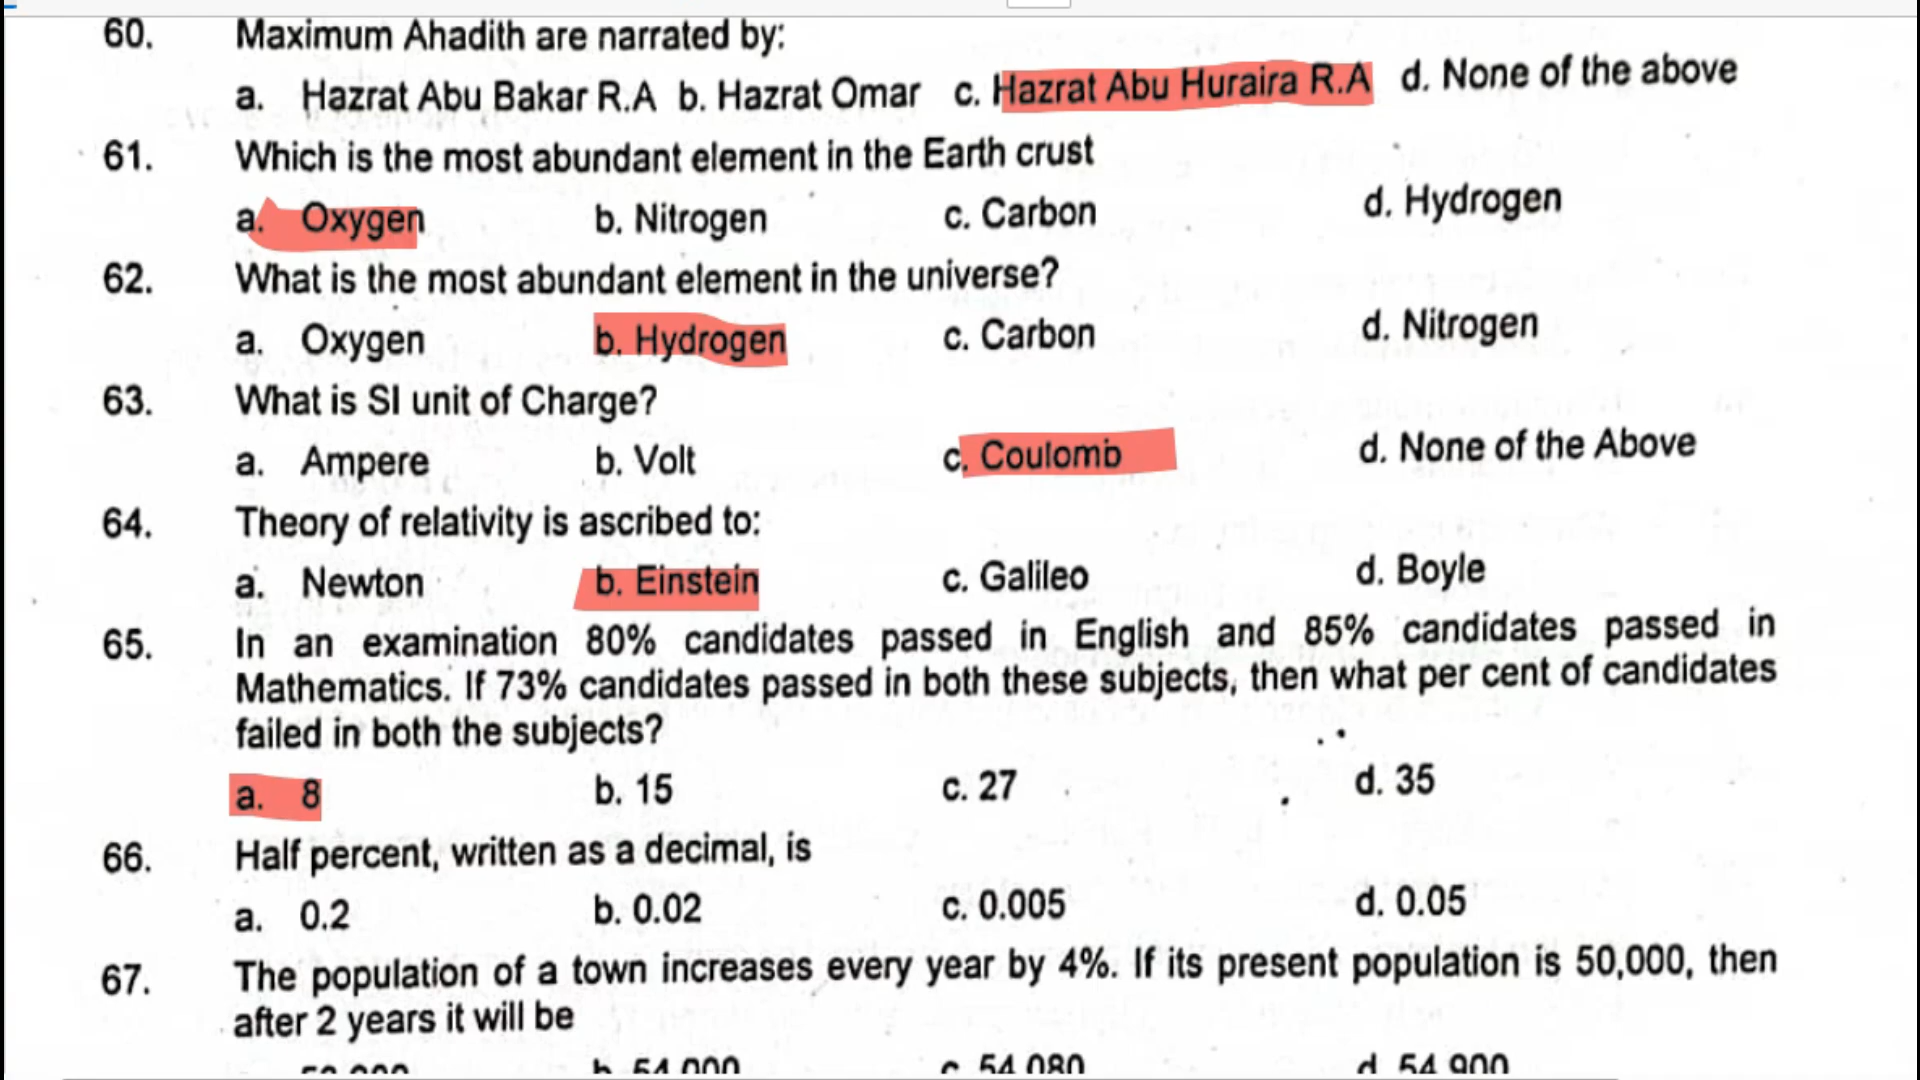 60. Maximum Ahadith are narrated by:
a. Hazrat Abu Bakar R.A b. Hazrat Omar c. Hazrat Abu Huraira R.A d. None of the above
61. Which is the most abundant element in the Earth crust
a. Oxygen b. Nitrogen c. Carbon d. Hydrogen
62. What is the most abundant element in the universe?
a. Oxygen b. Hydrogen c. Carbon d. Nitrogen
63. What is SI unit of Charge?
a. Ampere b. Volt c. Coulomb d. None of the Above
64. Theory of relativity is ascribed to:
a. Newton b. Einstein c. Galileo d. Boyle
65. In an examination 80% candidates passed in English and 85% candidates passed in
Mathematics. If 73% candidates passed in both these subjects, then what per cent of candidates
failed in both the subjects?
a. 8 b. 15 c. 27 d. 35
66. Half percent, written as a decimal, is
a. 0.2 b. 0.02 c. 0.005 d. 0.05
67. The population of a town increases every year by 4%. If its present population is 50,000, then
after 2 years it will be
b. 54,000 c. 54,080 d. 54,900